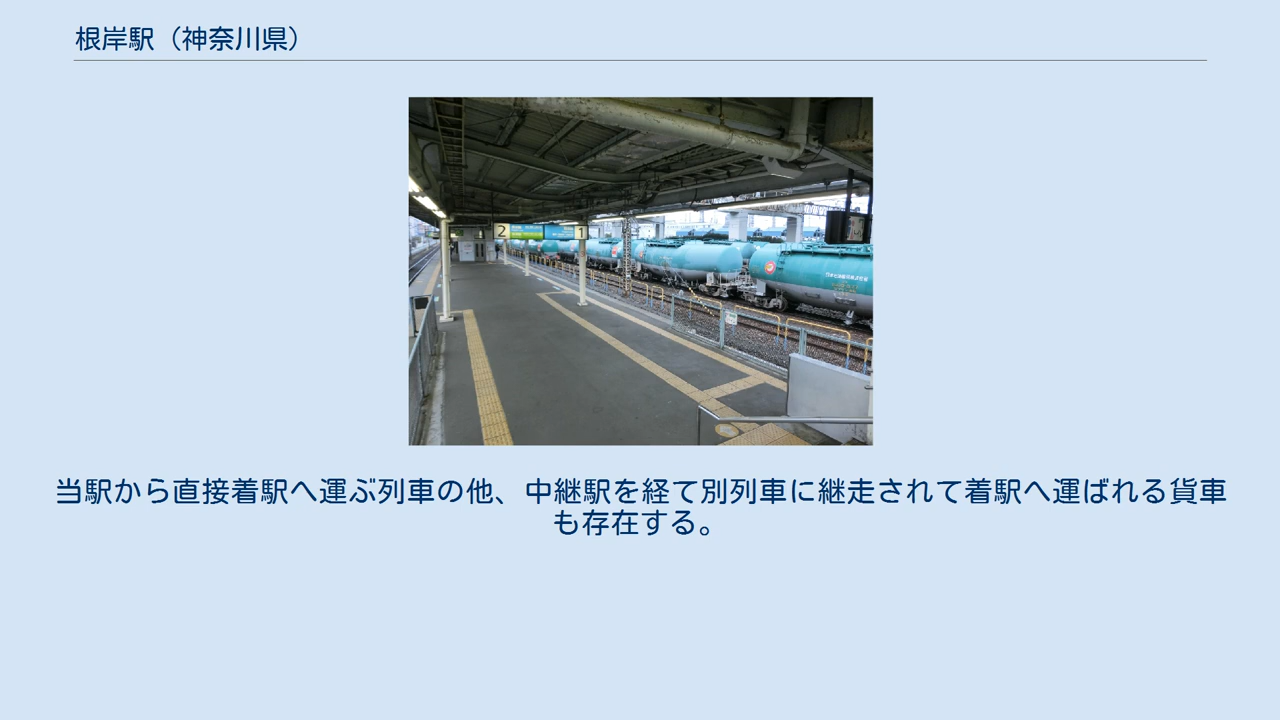 根岸駅（神奈川県）
2
1
当駅から直接着駅へ運ぶ列車の他、中継駅を経て別列車に継走されて着駅へ運ばれる貨車
も存在する。